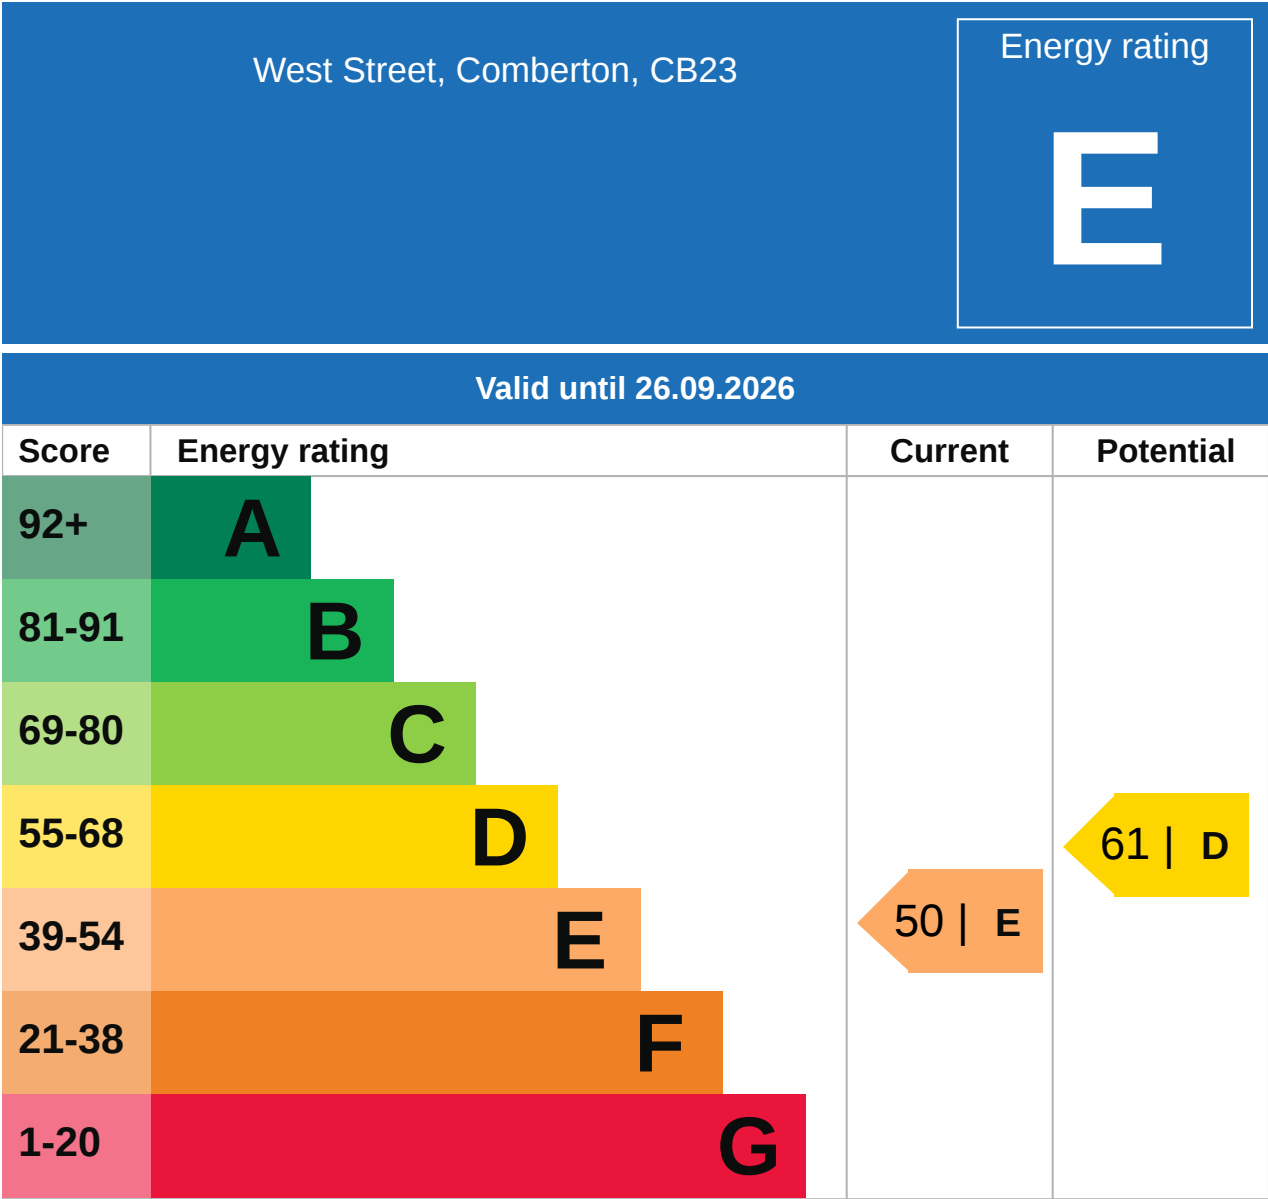 West Street, Comberton, CB23
Energy rating
E
Valid until 26.09.2026
Score Energy rating Current Potential
92+ A
81-91 B
69-80 C
55-68 D
61 | D
39-54 E
50 | E
21-38 F
1-20 G